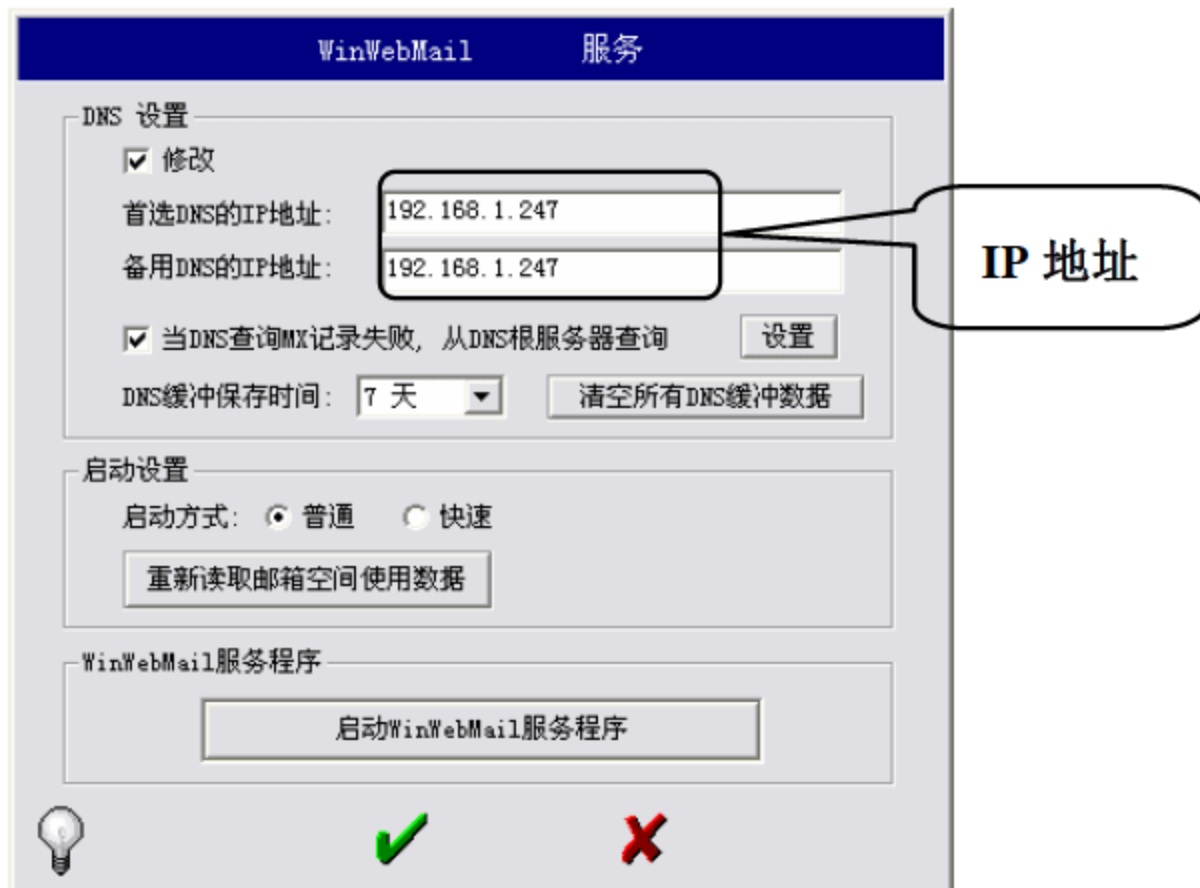 WinWebMail 服务
DNS 设置
修改
首选DNS的IP地址: 192.168.1.247
备用DNS的IP地址: 192.168.1.247
IP 地址
当DNS查询MX记录失败, 从DNS根服务器查询 设置
DNS缓冲保存时间: 7 天 清空所有DNS缓冲数据
启动设置
启动方式: 普通 快速
重新读取邮箱空间使用数据
WinWebMail服务程序
启动WinWebMail服务程序